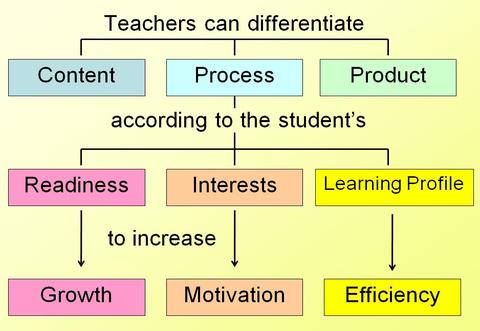 Teachers can differentiate
Content Process Product
according to the student's
Readiness Interests Learning Profile
to increase
Growth Motivation Efficiency